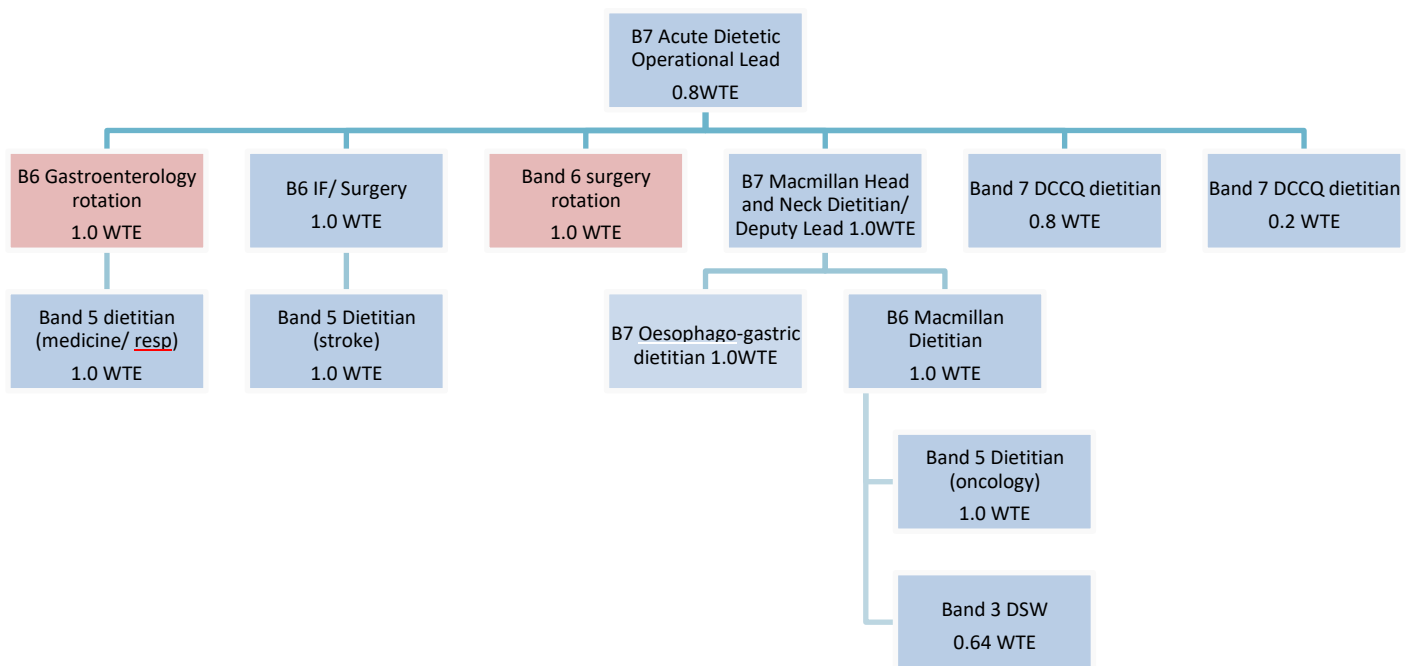 B7 Acute Dietetic
Operational Lead
0.8WTE
B6 Gastroenterology
rotation
1.0 WTE
B6 IF/ Surgery
1.0 WTE
Band 6 surgery
rotation
1.0 WTE
B7 Macmillan Head
and Neck Dietitian/
Deputy Lead 1.0WTE
Band 7 DCCQ dietitian
0.8 WTE
Band 7 DCCQ dietitian
0.2 WTE
Band 5 dietitian
(medicine/ resp)
1.0 WTE
Band 5 Dietitian
(stroke)
1.0 WTE
B7 Oesophago-gastric
dietitian 1.0WTE
B6 Macmillan
Dietitian
1.0 WTE
Band 5 Dietitian
(oncology)
1.0 WTE
Band 3 DSW
0.64 WTE